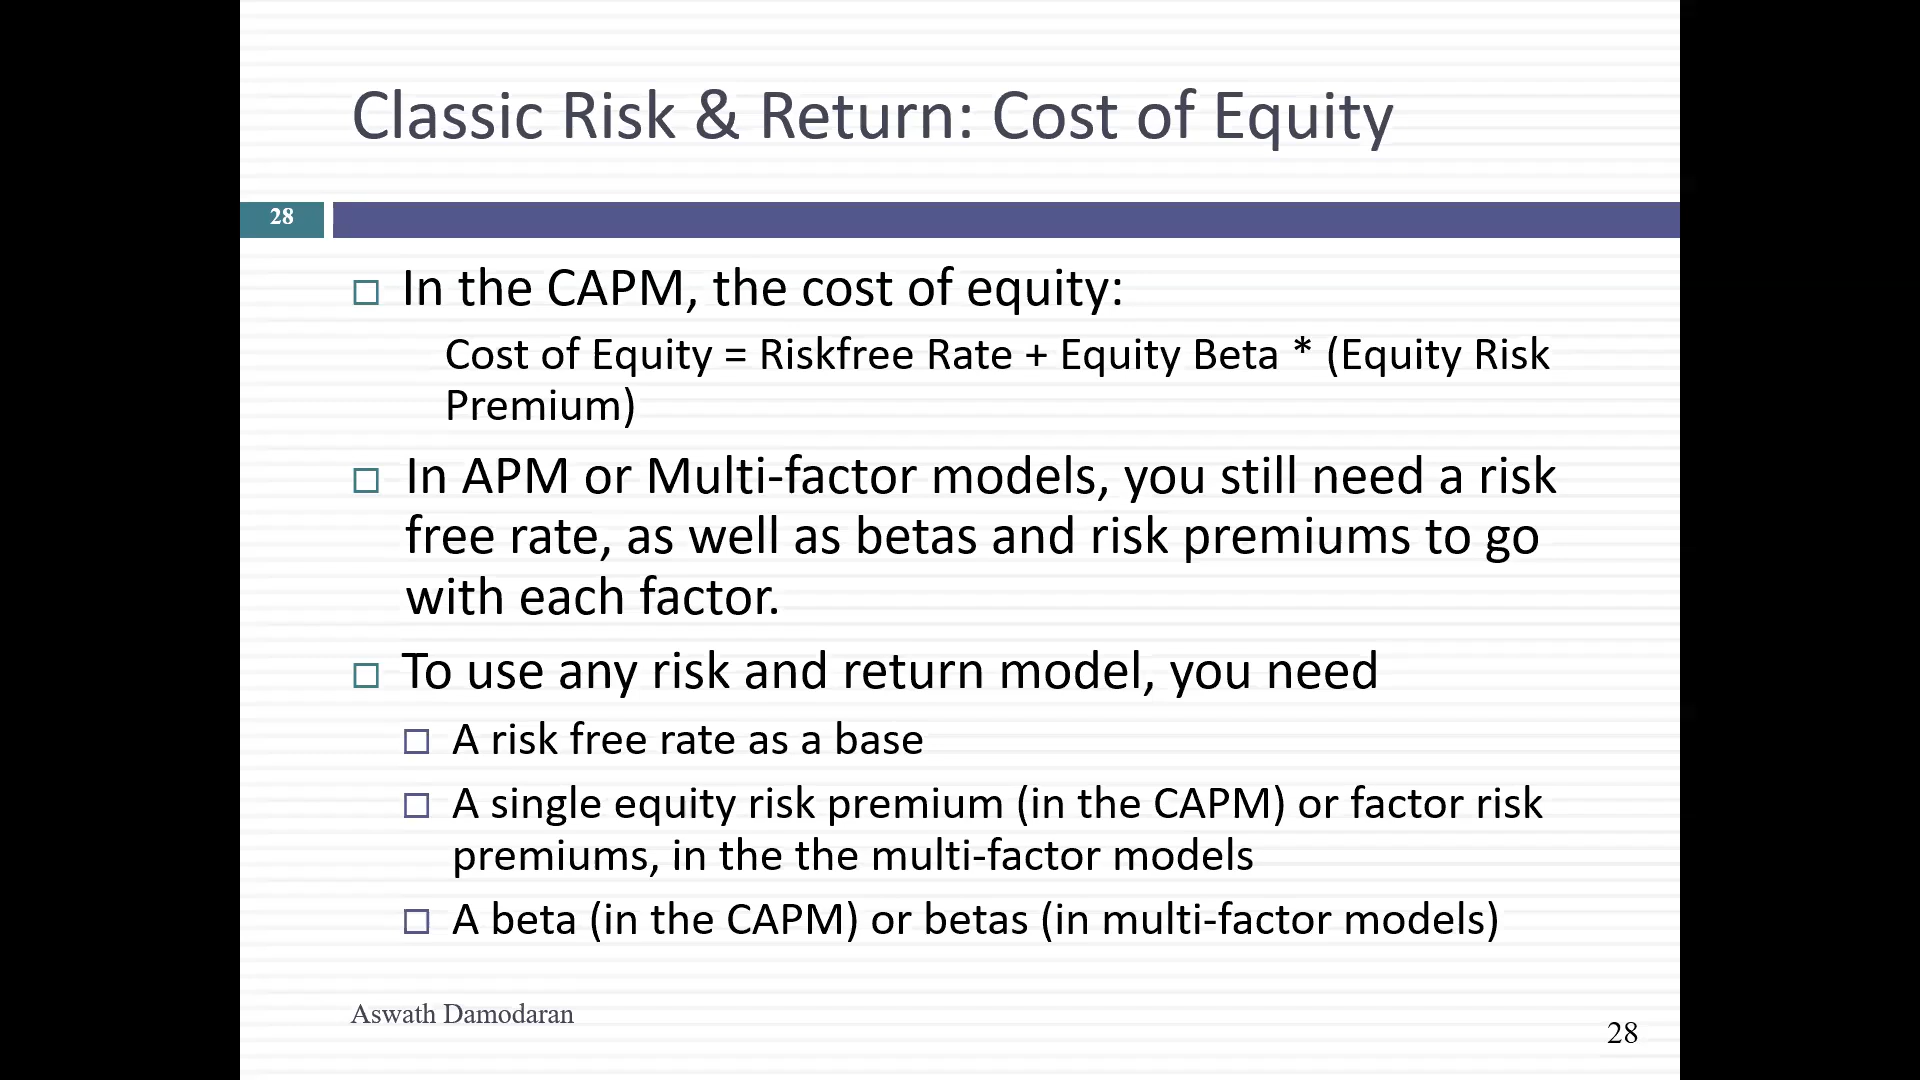 Classic Risk & Return: Cost of Equity
28
In the CAPM, the cost of equity:
Cost of Equity = Riskfree Rate + Equity Beta * (Equity Risk
Premium)
In APM or Multi-factor models, you still need a risk
free rate, as well as betas and risk premiums to go
with each factor.
To use any risk and return model, you need
A risk free rate as a base
A single equity risk premium (in the CAPM) or factor risk
premiums, in the the multi-factor models
A beta (in the CAPM) or betas (in multi-factor models)
Aswath Damodaran
28